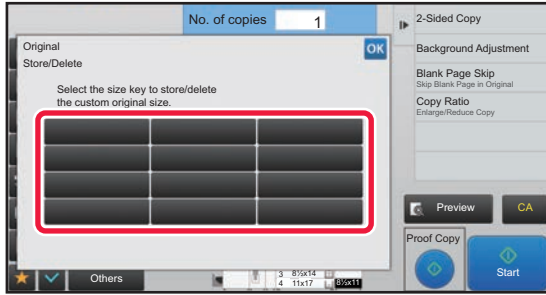 No. of copies 1
Original
OK
Store/Delete
Select the size key to store/delete
the custom original size.
2-Sided Copy
Background Adjustment
Blank Page Skip
Skip Blank Page in Original
Copy Ratio
Enlarge/Reduce Copy
Preview
CA
Proof Copy
Start
Others
3 8½x14
4 11x17
8½x11